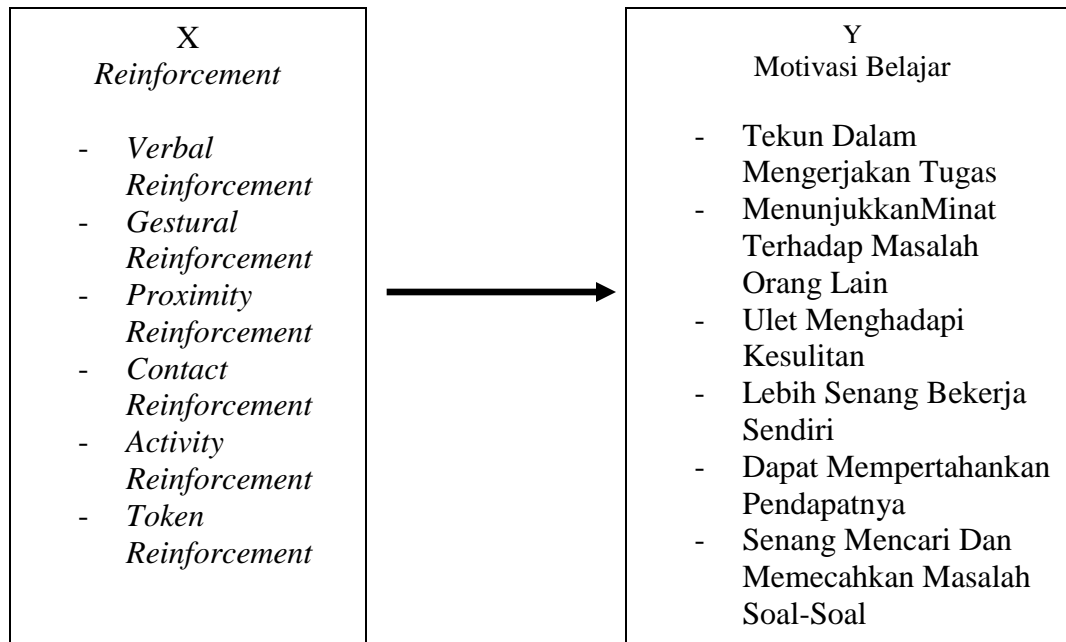 X
Reinforcement
- Verbal
Reinforcement
- Gestural
Reinforcement
- Proximity
Reinforcement
- Contact
Reinforcement
- Activity
Reinforcement
- Token
Reinforcement
Y
Motivasi Belajar
- Tekun Dalam
Mengerjakan Tugas
- MenunjukkanMinat
Terhadap Masalah
Orang Lain
- Ulet Menghadapi
Kesulitan
- Lebih Senang Bekerja
Sendiri
- Dapat Mempertahankan
Pendapatnya
- Senang Mencari Dan
Memecahkan Masalah
Soal-Soal